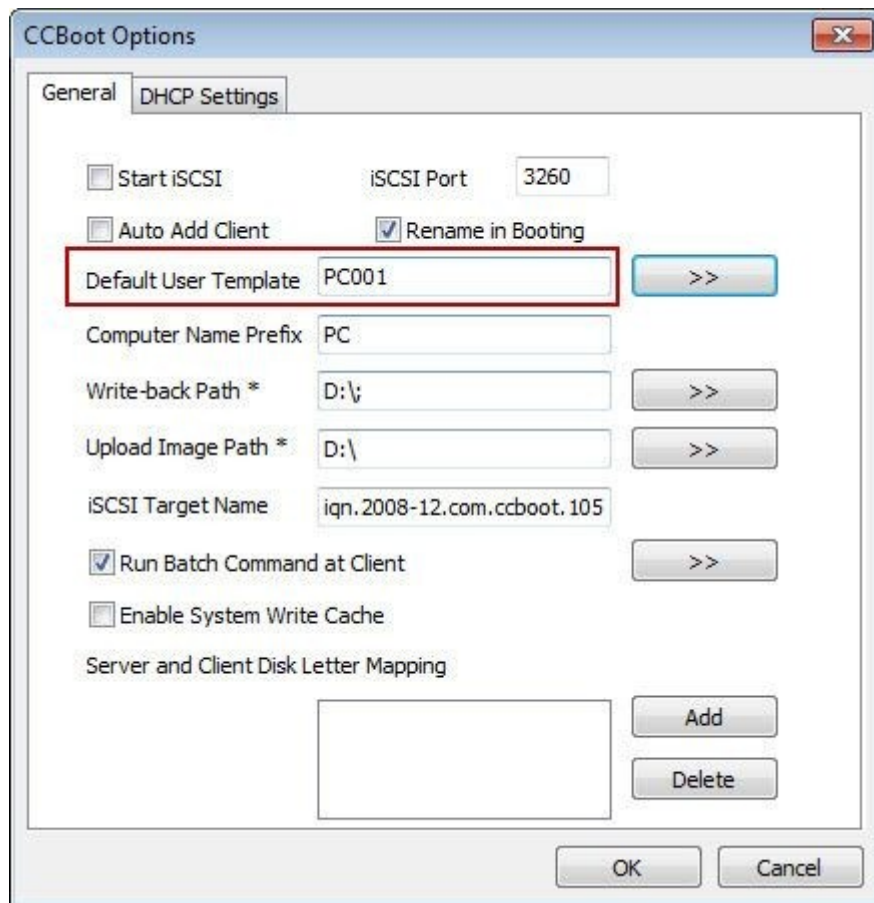 CCBoot Options
General DHCP Settings
Start iSCSI iSCSI Port 3260
Auto Add Client Rename in Booting
Default User Template PC001 >>
Computer Name Prefix PC
Write-back Path * D:\; >>
Upload Image Path * D:\ >>
iSCSI Target Name iqn.2008-12.com.ccboot.105
Run Batch Command at Client >>
Enable System Write Cache
Server and Client Disk Letter Mapping
Add
Delete
OK Cancel